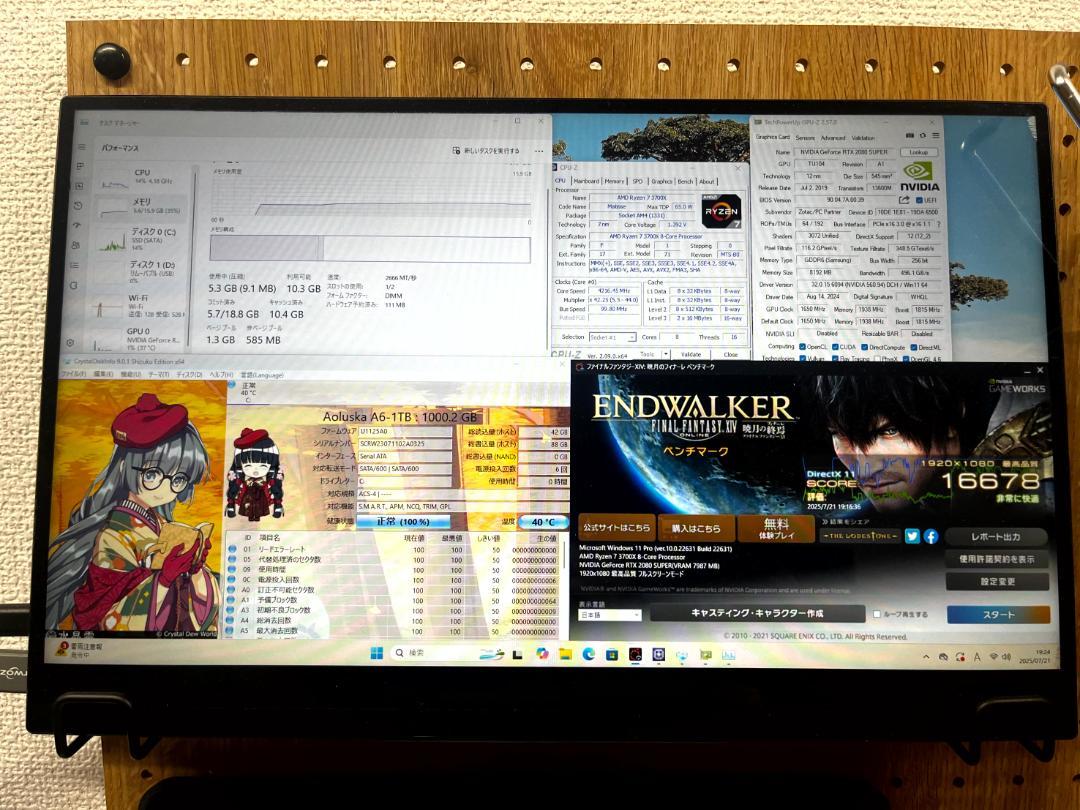 タスク マネージャー
パフォーマンス
新しいタスクを実行する
CPU
14% 4.38 GHz
メモリ
5.6/15.9 GB (35%)
ディスク 0 (C:)
SSD (SATA)
ディスク 1 (D:)
リムーバブル (USB)
0%
Wi-Fi
Wi-Fi
GPU 0
メモリ使用量
15.9 GB
60 秒
0
メモリ構成
使用中 (圧縮)
利用可能
5.3 GB (9.1 MB)
10.3 GB
コミット済み
キャッシュ済み
5.7/18.8 GB
10.4 GB
ページ プール
非ページ プール
1.3 GB
585 MB
速度:
2666 MT/秒
スロットの使用:
1/2
フォーム ファクター:
DIMM
ハードウェア予約済み:
111 MB
CPU-Z
CPU
Mainboard
Memory
SPD
Graphics
Bench
About
Processor
Name
AMD Ryzen 7 3700X
Code Name
Matisse
Max TDP
65.0 W
Package
Socket AM4 (1331)
Technology
7 nm
Core Voltage
1.392 V
RYZEN
Specification
AMD Ryzen 7 3700X 8-Core Processor
Family
F
Model
1
Stepping
0
Ext. Family
17
Ext. Model
71
Revision
MTS-B0
Instructions
MMX(+), SSE, SSE2, SSE3, SSSE3, SSE4.1, SSE4.2, SSE4A,
x86-64, AMD-V, AES, AVX, AVX2, FMA3, SHA
Clocks (Core #0)
Cache
Core Speed
4216.45 MHz
L1 Data
8 x 32 KBytes
8-way
Multiplier
x 42.25 (5.5 - 44.0)
L1 Inst.
8 x 32 KBytes
8-way
Bus Speed
99.80 MHz
Level 2
8 x 512 KBytes
8-way
Level 3
2 x 16 MBytes
16-way
Selection
Socket #1
Cores
8
Threads
16
CPU-Z
Ver. 2.09.0.x64
Tools
Validate
Close
TechPowerUp GPU-Z 2.57.0
Graphics Card
Sensors
Advanced
Validation
Name
NVIDIA GeForce RTX 2080 SUPER
Lookup
GPU
TU104
Revision
A1
Technology
12 nm
Die Size
545 mm²
Release Date
Jul 2, 2019
Transistors
13600M
NVIDIA
BIOS Version
90.04.7A.00.39
UEFI
Subvendor
Zotac/PC Partner
Device ID
10DE 1E81 - 19DA 6500
ROPs/TMUs
64 / 192
Bus Interface
PCIe x16 3.0 @ x16 1.1
?
Shaders
3072 Unified
DirectX Support
12 (12_2)
Pixel Fillrate
116.2 GPixel/s
Texture Fillrate
348.5 GTexel/s
Memory Type
GDDR6 (Samsung)
Bus Width
256 bit
Memory Size
8192 MB
Bandwidth
496.1 GB/s
Driver Version
32.0.15.6094 (NVIDIA 560.94) DCH / Win11 64
Driver Date
Aug 14, 2024
Digital Signature
WHQL
GPU Clock
1650 MHz
Memory
1938 MHz
Boost
1815 MHz
Default Clock
1650 MHz
Memory
1938 MHz
Boost
1815 MHz
NVIDIA SLI
Disabled
Resizable BAR
Disabled
Computing
OpenCL
CUDA
DirectCompute
DirectML
Technologies
Vulkan
Ray Tracing
PhysX
OpenGL 4.6
CrystalDiskInfo 9.0.1 Shizuku Edition x64
ファイル(F)
編集(E)
機能(U)
テーマ(T)
ディスク(D)
ヘルプ(H)
言語(Language)
正常
40 ℃
C:
Aoluska A6-1TB : 1000.2 GB
ファームウェア
U1125A0
シリアルナンバー
SCRW23071102A0325
インターフェース
Serial ATA
対応転送モード
SATA/600 | SATA/600
ドライブレター
C:
対応規格
ACS-4 | ----
対応機能
S.M.A.R.T., APM, NCQ, TRIM, GPL
健康状態
正常 (100 %)
温度
40 ℃
総読込量 (ホスト)
42 GB
総書込量 (ホスト)
88 GB
総書込量 (NAND)
0 GB
電源投入回数
6 回
使用時間
0 時間
ID
項目名
現在値
最悪値
しきい値
生の値
01
リードエラーレート
100
100
50
000000000000
05
代替処理済のセクタ数
100
100
50
000000000000
09
使用時間
100
100
50
000000000000
0C
電源投入回数
100
100
50
000000000006
A0
訂正不可能セクタ数
100
100
50
000000000000
A1
予備ブロック数
100
100
50
000000000064
A3
初期不良ブロック数
100
100
50
A4
総消去回数
100
100
50
A5
最大消去回数
100
100
50
© Crystal Dew World
ファイナルファンタジーXIV: 暁月のフィナーレ ベンチマーク
NVIDIA
GAMEWORKS
ENDWALKER
FINAL FANTASY XIV
ONLINE
暁月の終焉
ベンチマーク
DirectX 11
1920×1080 最高品質
SCORE
16678
評価:
非常に快適
2025/7/21 19:16:36
公式サイトはこちら
購入はこちら
無料
体験プレイ
結果をシェア
THE LODESTONE
レポート出力
使用許諾契約を表示
設定変更
Microsoft Windows 11 Pro (ver.10.0.22631 Build 22631)
AMD Ryzen 7 3700X 8-Core Processor
NVIDIA GeForce RTX 2080 SUPER(VRAM 7987 MB)
1920x1080 最高品質 フルスクリーンモード
表示言語
日本語
キャスティング・キャラクター作成
ループ再生する
スタート
© 2010 - 2021 SQUARE ENIX CO., LTD. All Rights Reserved.
雷雨注意報
発令中
検索
A
19:24
2025/07/21